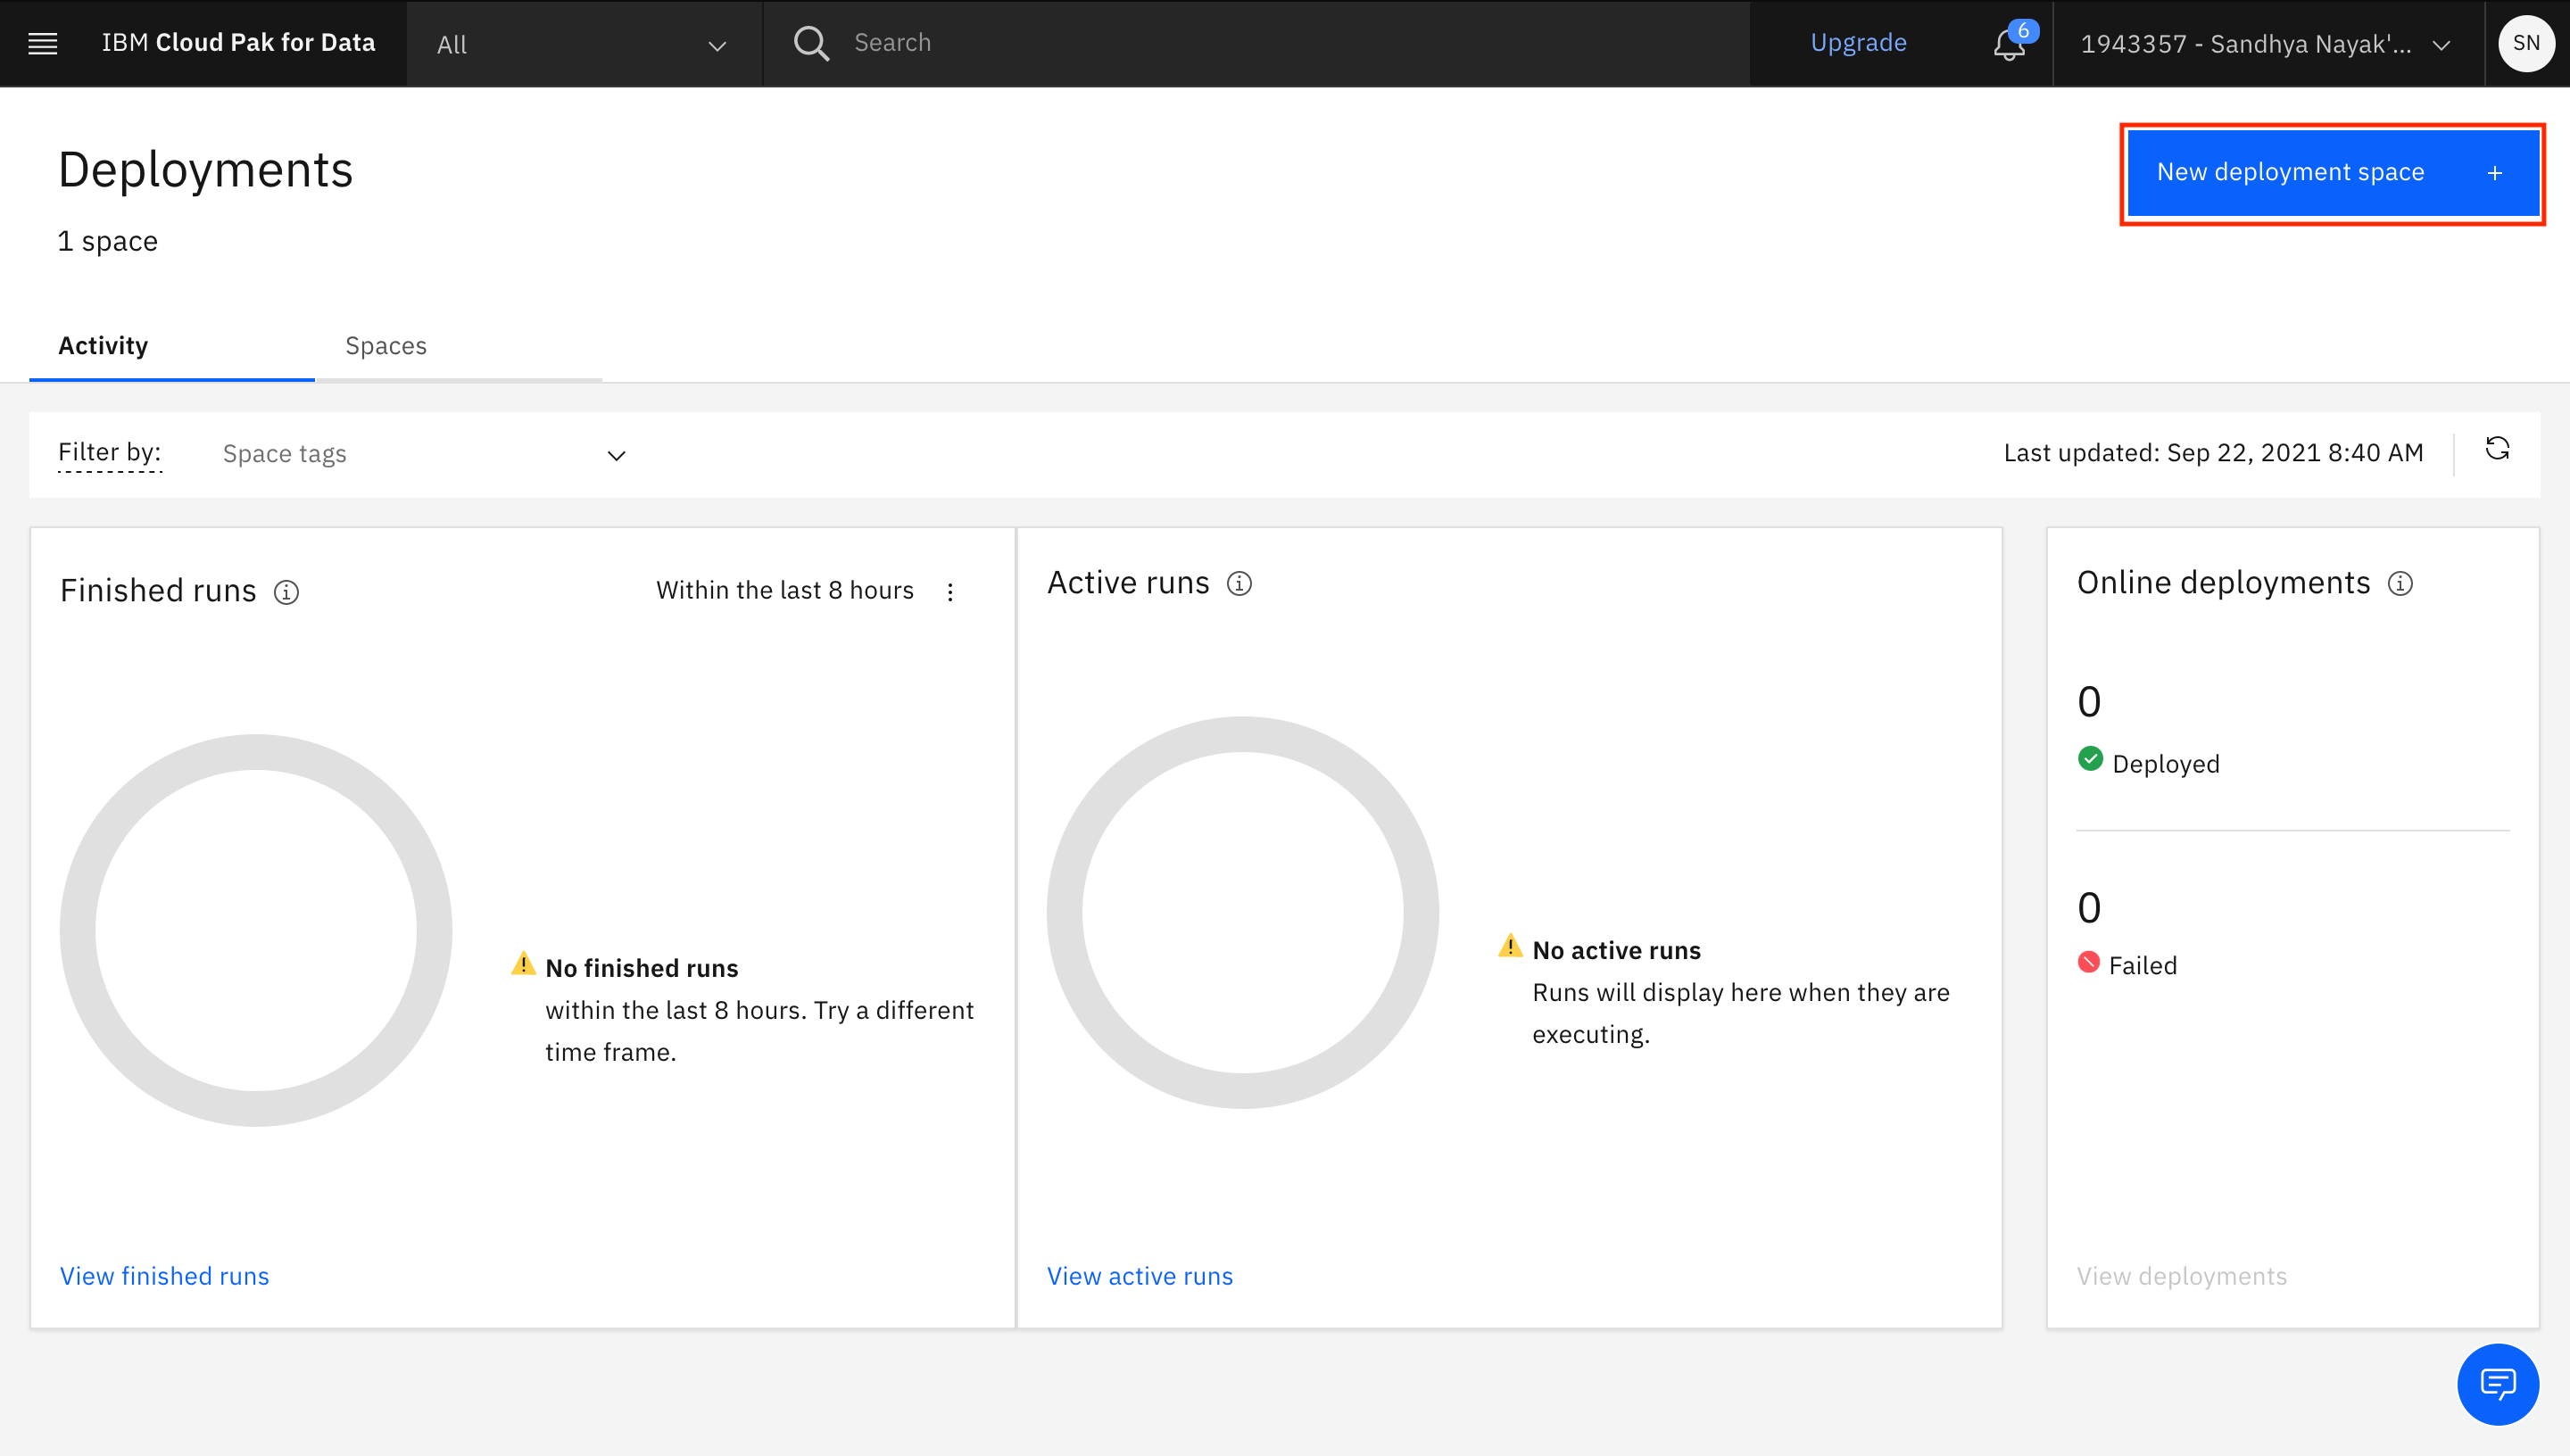 IBM Cloud Pak for Data
All
Search
Upgrade
6
1943357 - Sandhya Nayak'...
SN
Deployments
1 space
New deployment space +
Activity
Spaces
Filter by:
Space tags
Last updated: Sep 22, 2021 8:40 AM
Finished runs
Within the last 8 hours
No finished runs
within the last 8 hours. Try a different
time frame.
View finished runs
Active runs
No active runs
Runs will display here when they are
executing.
View active runs
Online deployments
0
Deployed
0
Failed
View deployments